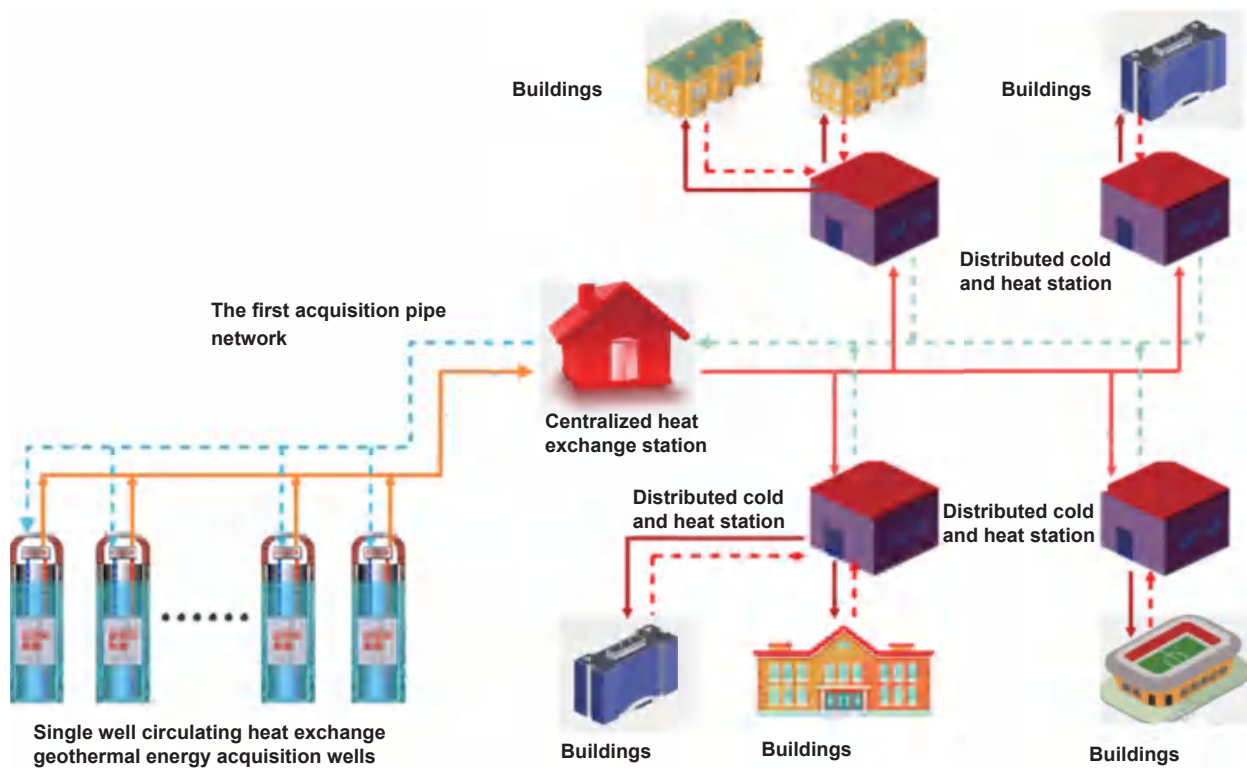 Buildings
Buildings
Distributed cold
and heat station
The first acquisition pipe
network
Centralized heat
exchange station
Distributed cold
and heat station
Distributed cold
and heat station
Single well circulating heat exchange
geothermal energy acquisition wells
Buildings
Buildings
Buildings